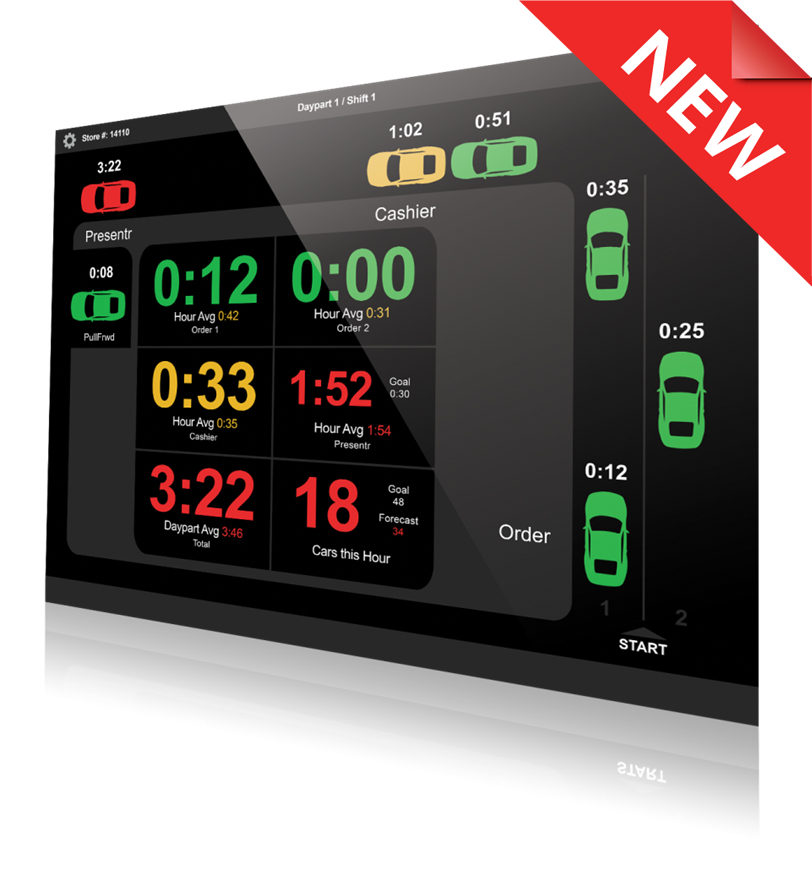 NEW
Store #: 14110
Daypart 1 / Shift 1
3:22
1:02
0:51
Presentr
Cashier
0:35
0:08
PullFrwd
0:12
Hour Avg 0:42
Order 1
0:00
Hour Avg 0:31
Order 2
0:33
Hour Avg 0:35
Cashier
1:52
Goal
0:30
Hour Avg 1:54
Presentr
0:25
3:22
Daypart Avg 3:46
Total
18
Goal
48
Forecast
34
Cars this Hour
Order
0:12
1
2
START
START